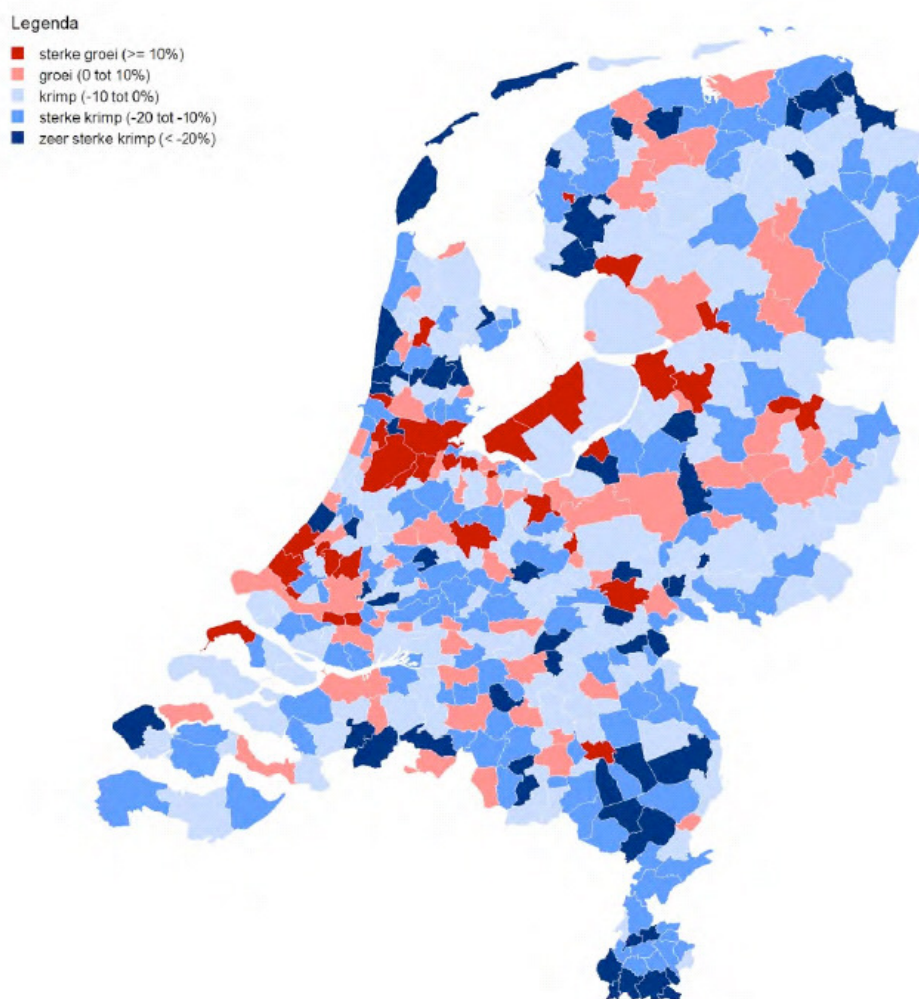 Legenda
sterke groei (>= 10%)
groei (0 tot 10%)
krimp (-10 tot 0%)
sterke krimp (-20 tot -10%)
zeer sterke krimp (< -20%)